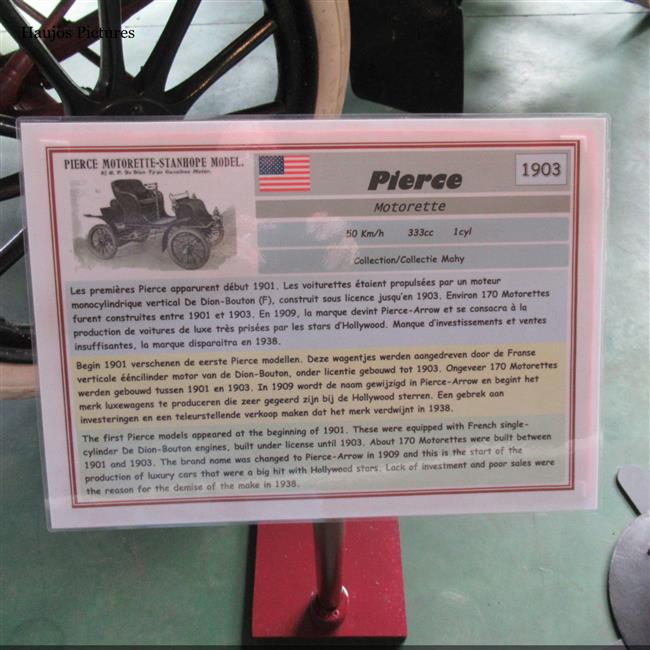 Haujos Pictures
PIERCE MOTORETTE-STANHOPE MODEL.
H. P. De Dion Type Gasoline Motor.
Pierce
1903
Motorette
50 Km/h 333cc 1cyl
Collection/Collectie Mahy
Les premières Pierce apparurent début 1901. Les voiturettes étaient propulsées par un moteur
monocylindrique vertical De Dion-Bouton (F), construit sous licence jusqu'en 1903. Environ 170 Motorettes
furent construites entre 1901 et 1903. En 1909, la marque devint Pierce-Arrow et se consacra à la
production de voitures de luxe très prisées par les stars d'Hollywood. Manque d'investissements et ventes
insuffisantes, la marque disparaitra en 1938.
Begin 1901 verschenen de eerste Pierce modellen. Deze wagentjes werden aangedreven door de Franse
verticale ééncilinder motor van De Dion-Bouton, onder licentie gebouwd tot 1903. Ongeveer 170 Motorettes
werden gebouwd tussen 1901 en 1903. In 1909 wordt de naam gewijzigd in Pierce-Arrow en begint het
merk luxewagens te produceren die zeer gegeerd zijn bij de Hollywood sterren. Een gebrek aan
investeringen en een teleurstellende verkoop maken dat het merk verdwijnt in 1938.
The first Pierce models appeared at the beginning of 1901. These were equipped with French single-
cylinder De Dion-Bouton engines, built under license until 1903. About 170 Motorettes were built between
1901 and 1903. The brand name was changed to Pierce-Arrow in 1909 and this is the start of the
production of luxury cars that were a big hit with Hollywood stars. Lack of investment and poor sales were
the reason for the demise of the make in 1938.